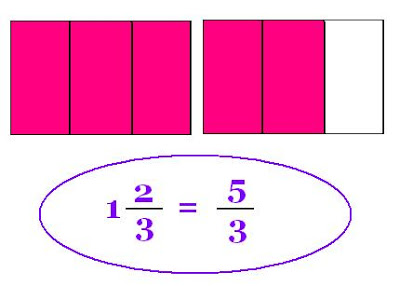 1 2/3 = 5/3